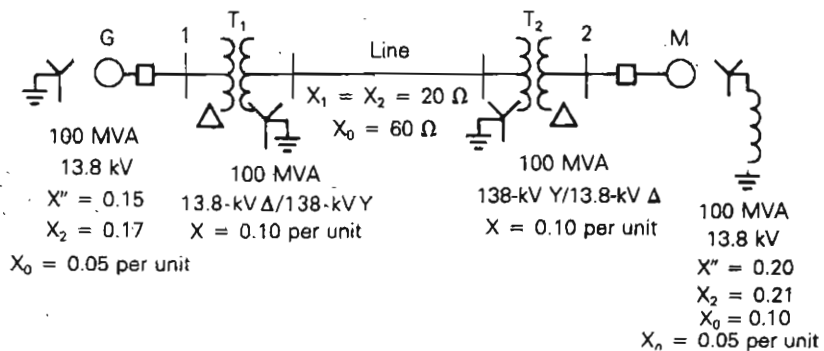 G
1
T₁
Line
T₂
2
M
X₁ = X₂ = 20 Ω
X₀ = 60 Ω
Δ
Δ
100 MVA
13.8 kV
X″ = 0.15
X₂ = 0.17
X₀ = 0.05 per unit
100 MVA
13.8-kV Δ/138-kV Y
X = 0.10 per unit
100 MVA
138-kV Y/13.8-kV Δ
X = 0.10 per unit
100 MVA
13.8 kV
X″ = 0.20
X₂ = 0.21
X₀ = 0.10
Xₙ = 0.05 per unit